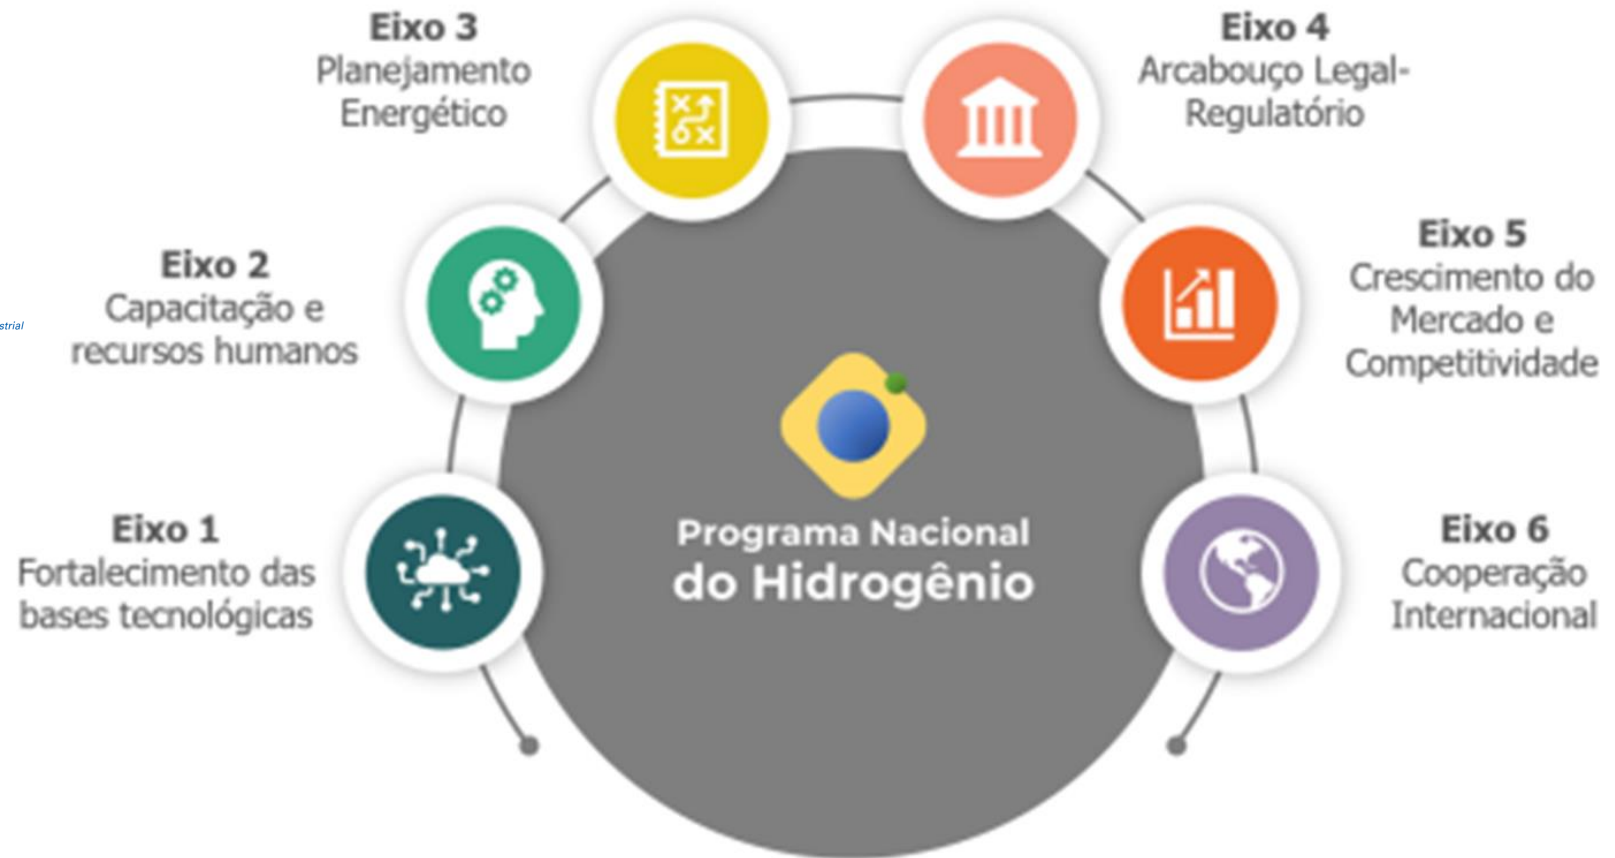 Eixo 1
Fortalecimento das
bases tecnológicas
Eixo 2
Capacitação e
recursos humanos
Eixo 3
Planejamento
Energético
Eixo 4
Arcabouço Legal-
Regulatório
Eixo 5
Crescimento do
Mercado e
Competitividade
Eixo 6
Cooperação
Internacional
Programa Nacional
do Hidrogênio
strial